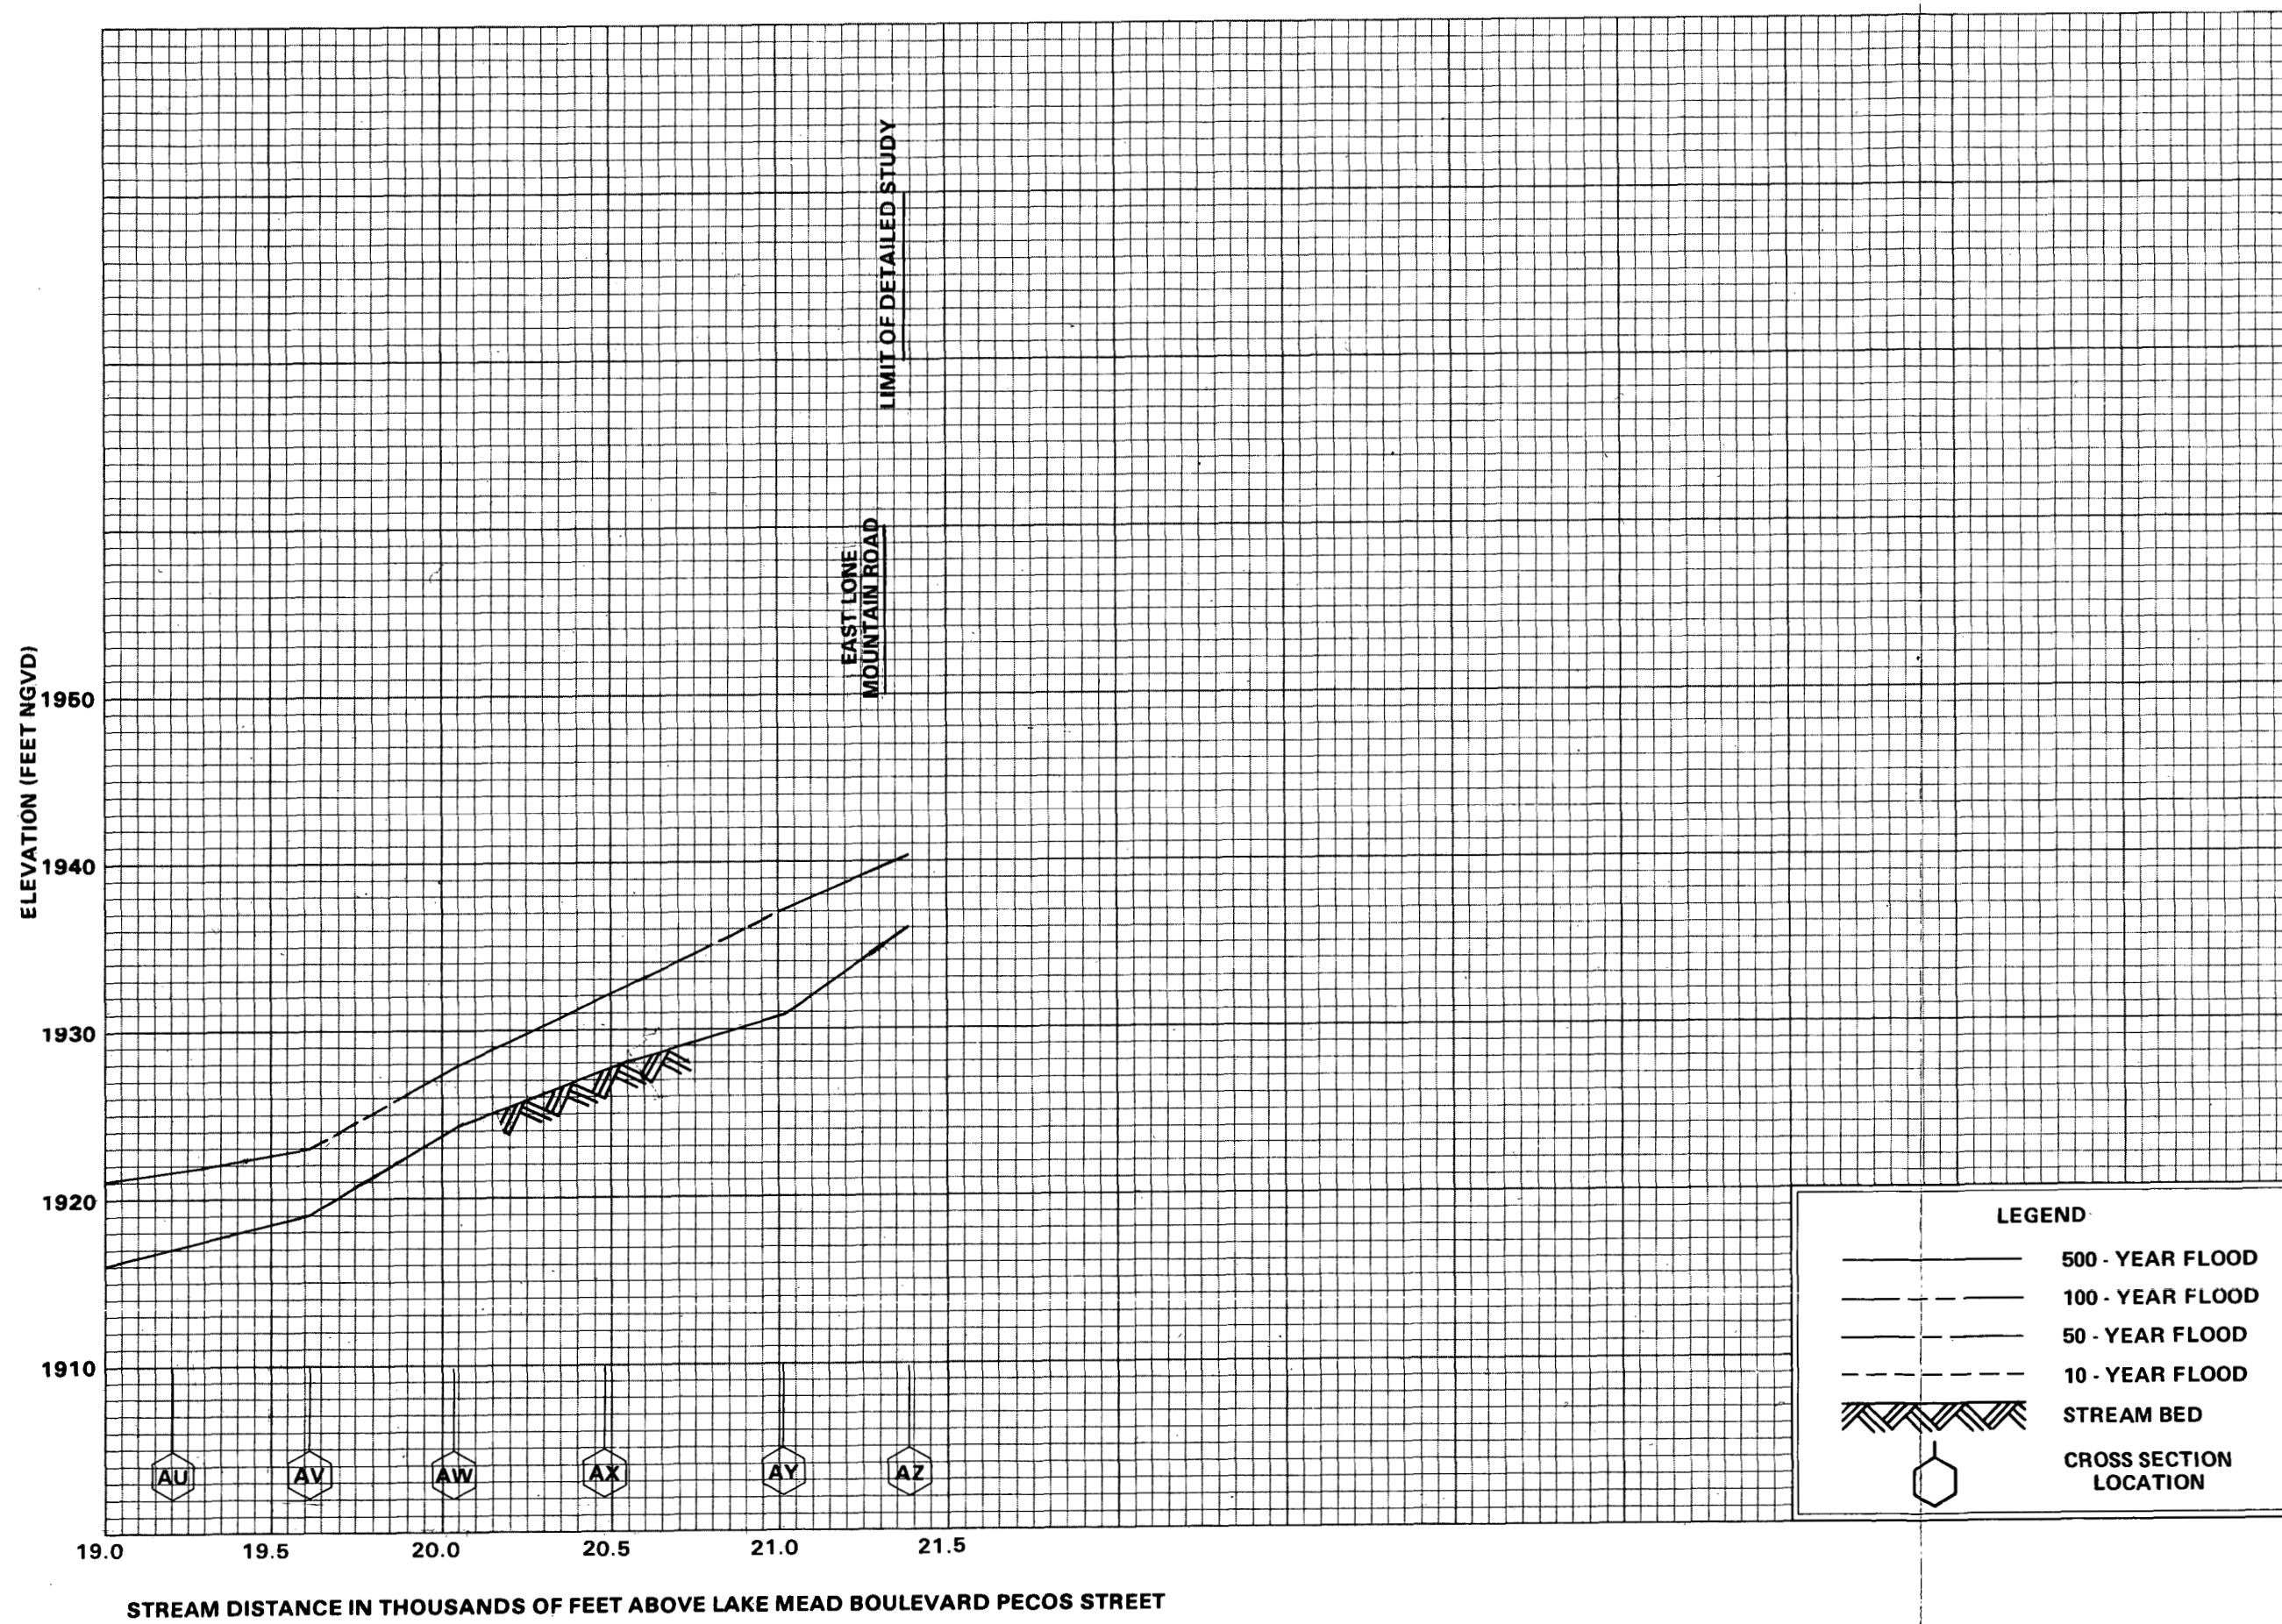 LIMIT OF DETAILED STUDY
EAST LONE
MOUNTAIN ROAD
ELEVATION (FEET NGVD)
1950
1940
1930
1920
1910
AU
AV
AW
AX
AY
AZ
19.0
19.5
20.0
20.5
21.0
21.5
STREAM DISTANCE IN THOUSANDS OF FEET ABOVE LAKE MEAD BOULEVARD PECOS STREET
LEGEND
500 - YEAR FLOOD
100 - YEAR FLOOD
50 - YEAR FLOOD
10 - YEAR FLOOD
STREAM BED
CROSS SECTION
LOCATION